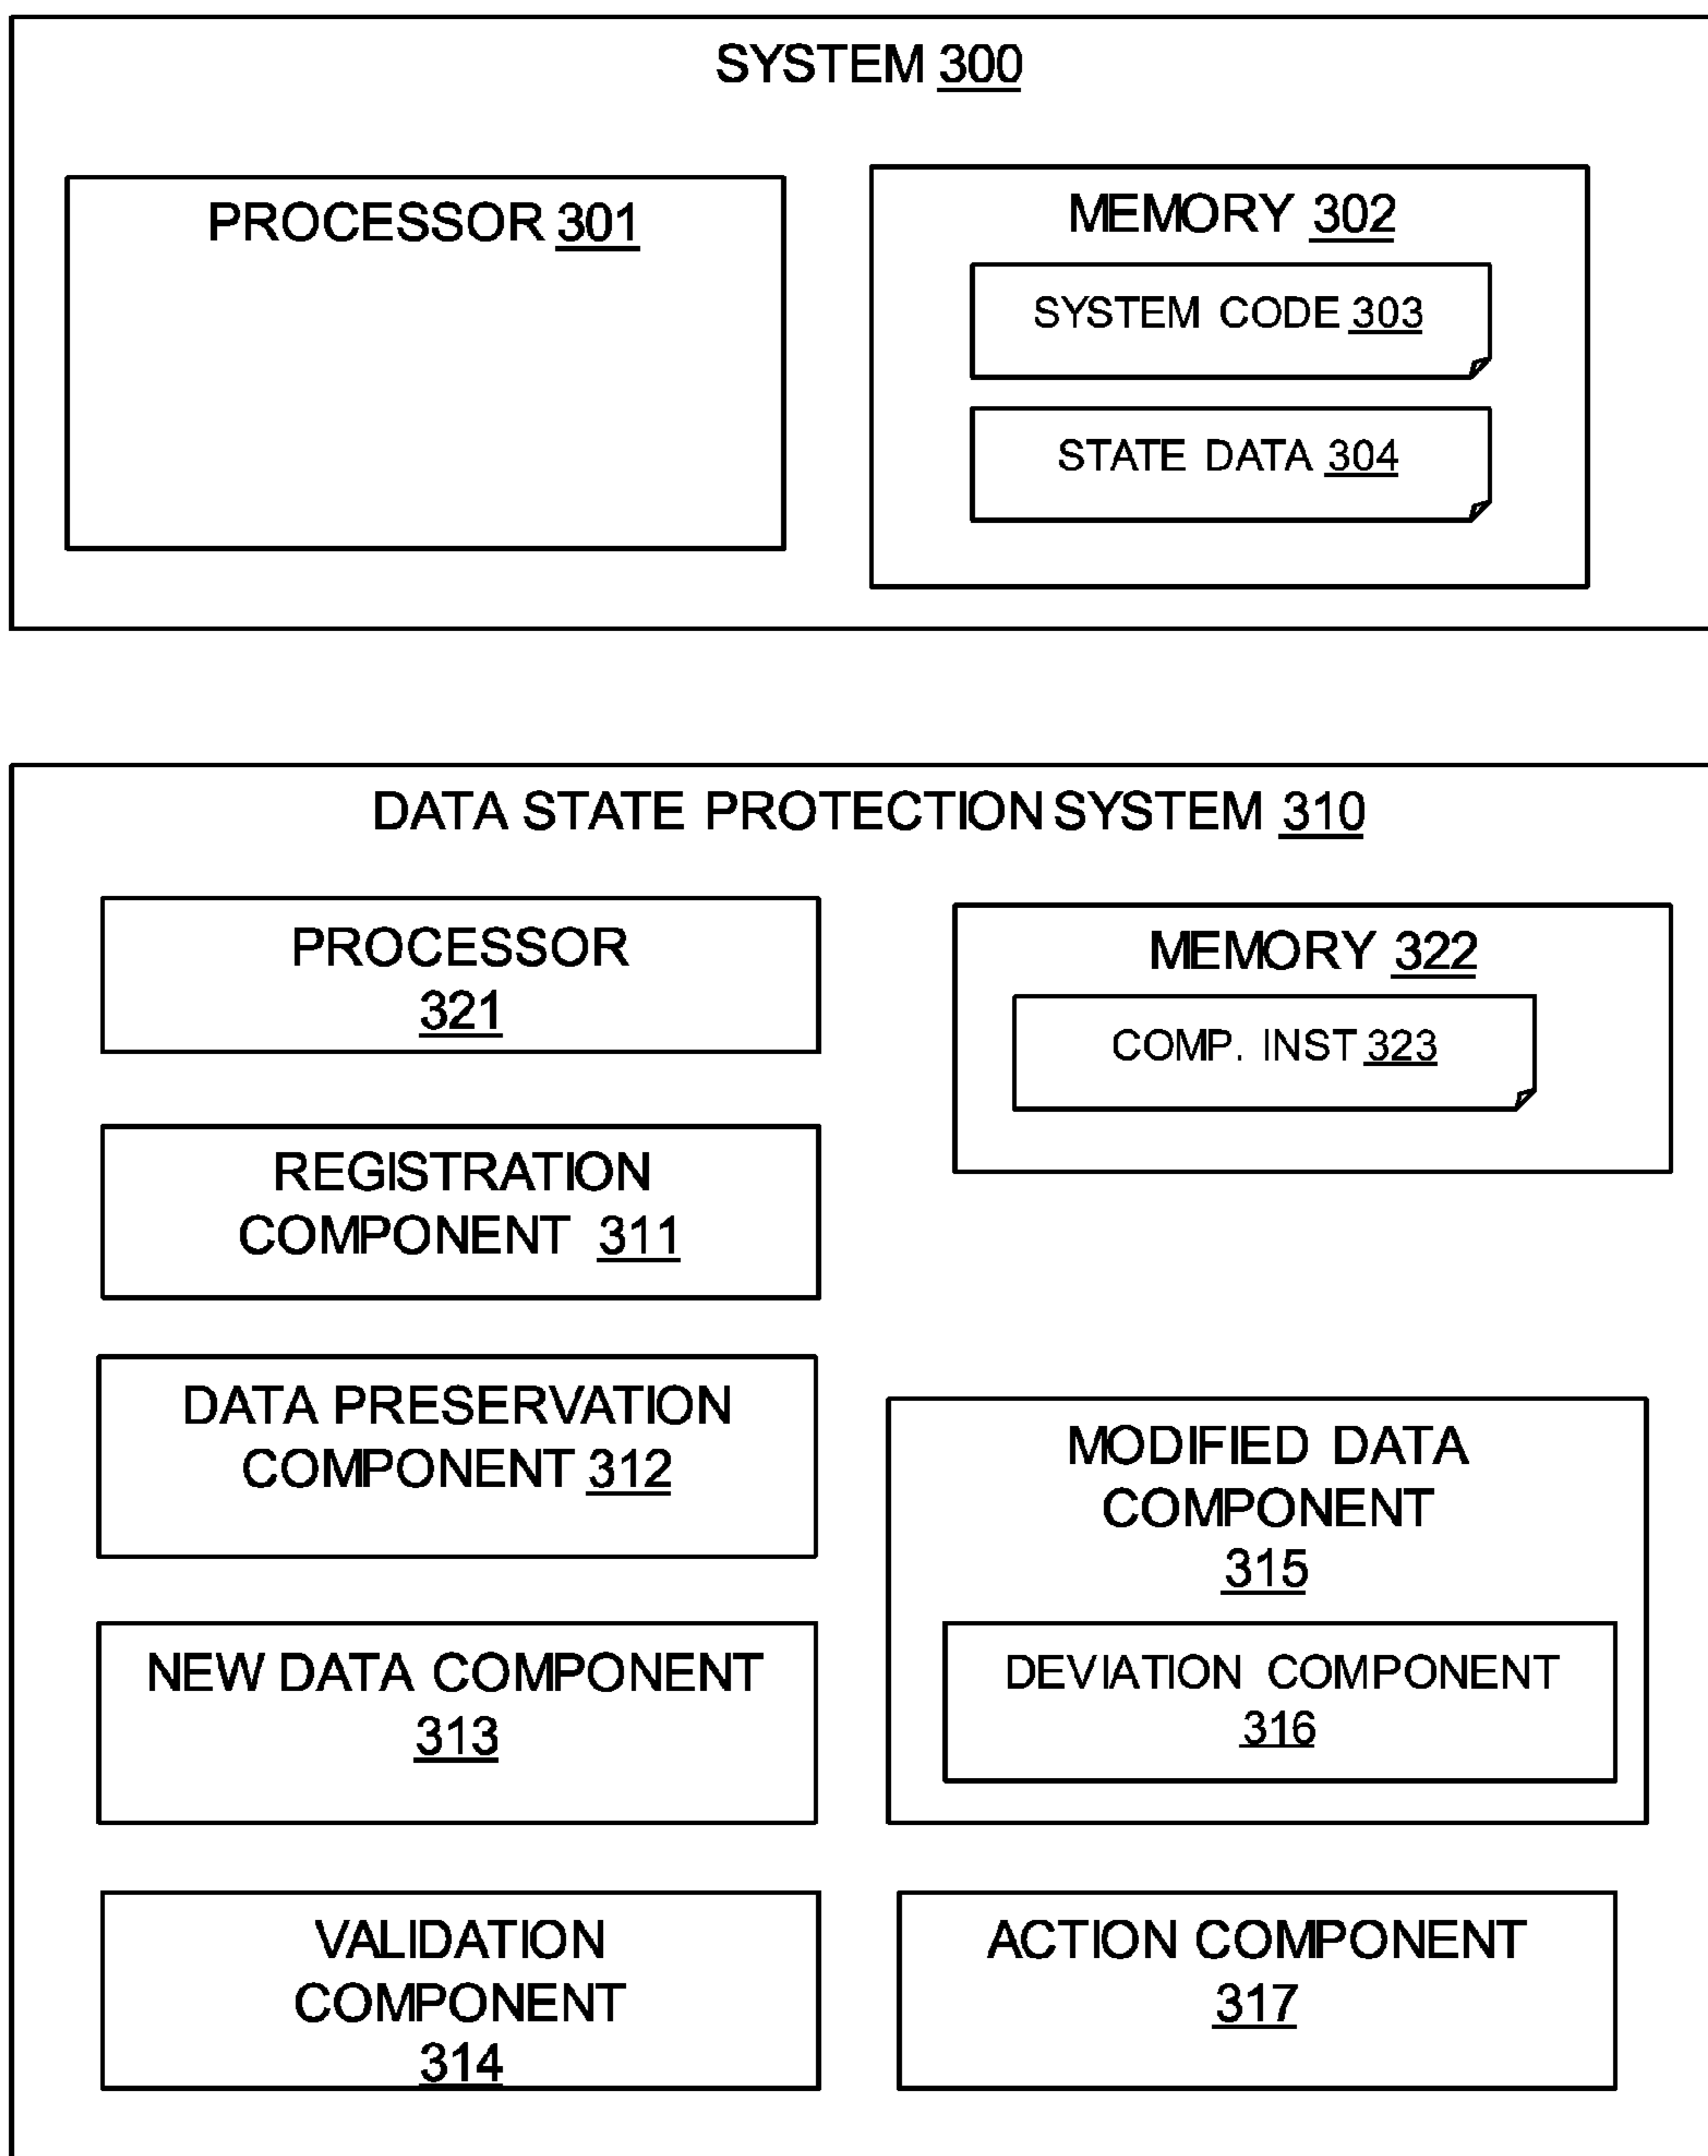 SYSTEM 300
PROCESSOR 301
MEMORY 302
SYSTEM CODE 303
STATE DATA 304
DATA STATE PROTECTION SYSTEM 310
PROCESSOR
321
MEMORY 322
COMP. INST 323
REGISTRATION
COMPONENT 311
DATA PRESERVATION
COMPONENT 312
MODIFIED DATA
COMPONENT
315
NEW DATA COMPONENT
313
DEVIATION COMPONENT
316
VALIDATION
COMPONENT
314
ACTION COMPONENT
317